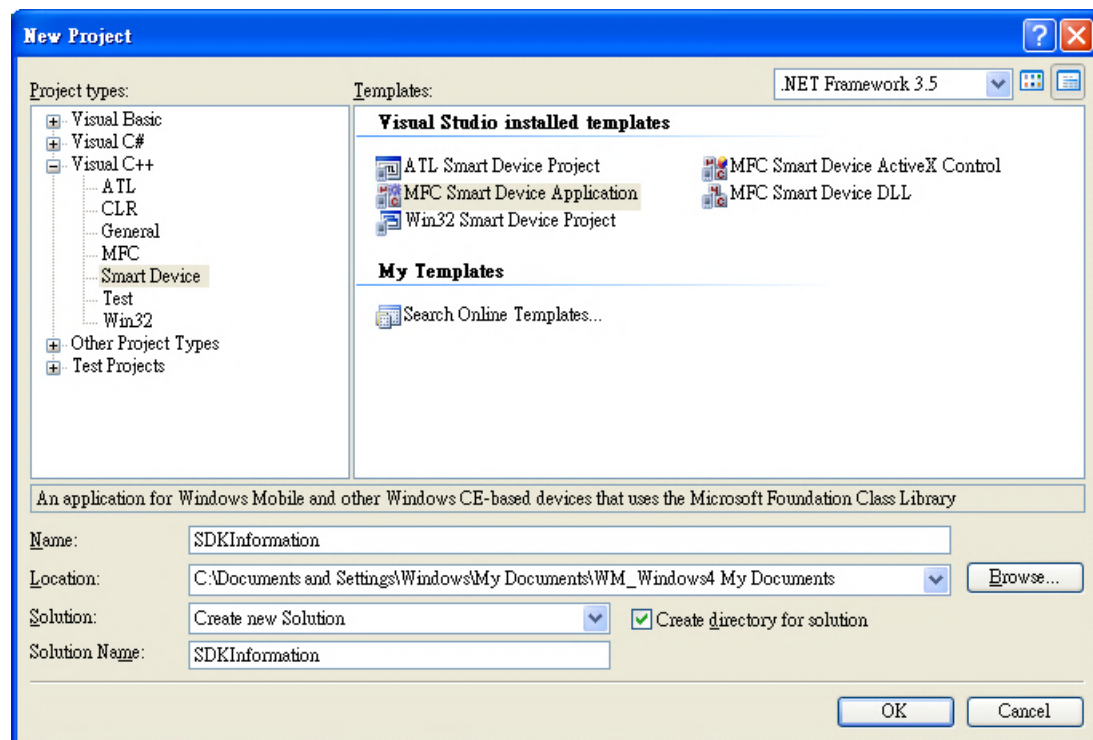 New Project
Project types:
Templates:
.NET Framework 3.5
Visual Basic
Visual C#
Visual C++
ATL
CLR
General
MFC
Smart Device
Test
Win32
Other Project Types
Test Projects
Visual Studio installed templates
ATL Smart Device Project
MFC Smart Device ActiveX Control
MFC Smart Device Application
MFC Smart Device DLL
Win32 Smart Device Project
My Templates
Search Online Templates...
An application for Windows Mobile and other Windows CE-based devices that uses the Microsoft Foundation Class Library
Name:
SDKInformation
Location:
C:\Documents and Settings\Windows\My Documents\WM_Windows4 My Documents
Browse...
Solution:
Create new Solution
Create directory for solution
Solution Name:
SDKInformation
OK
Cancel